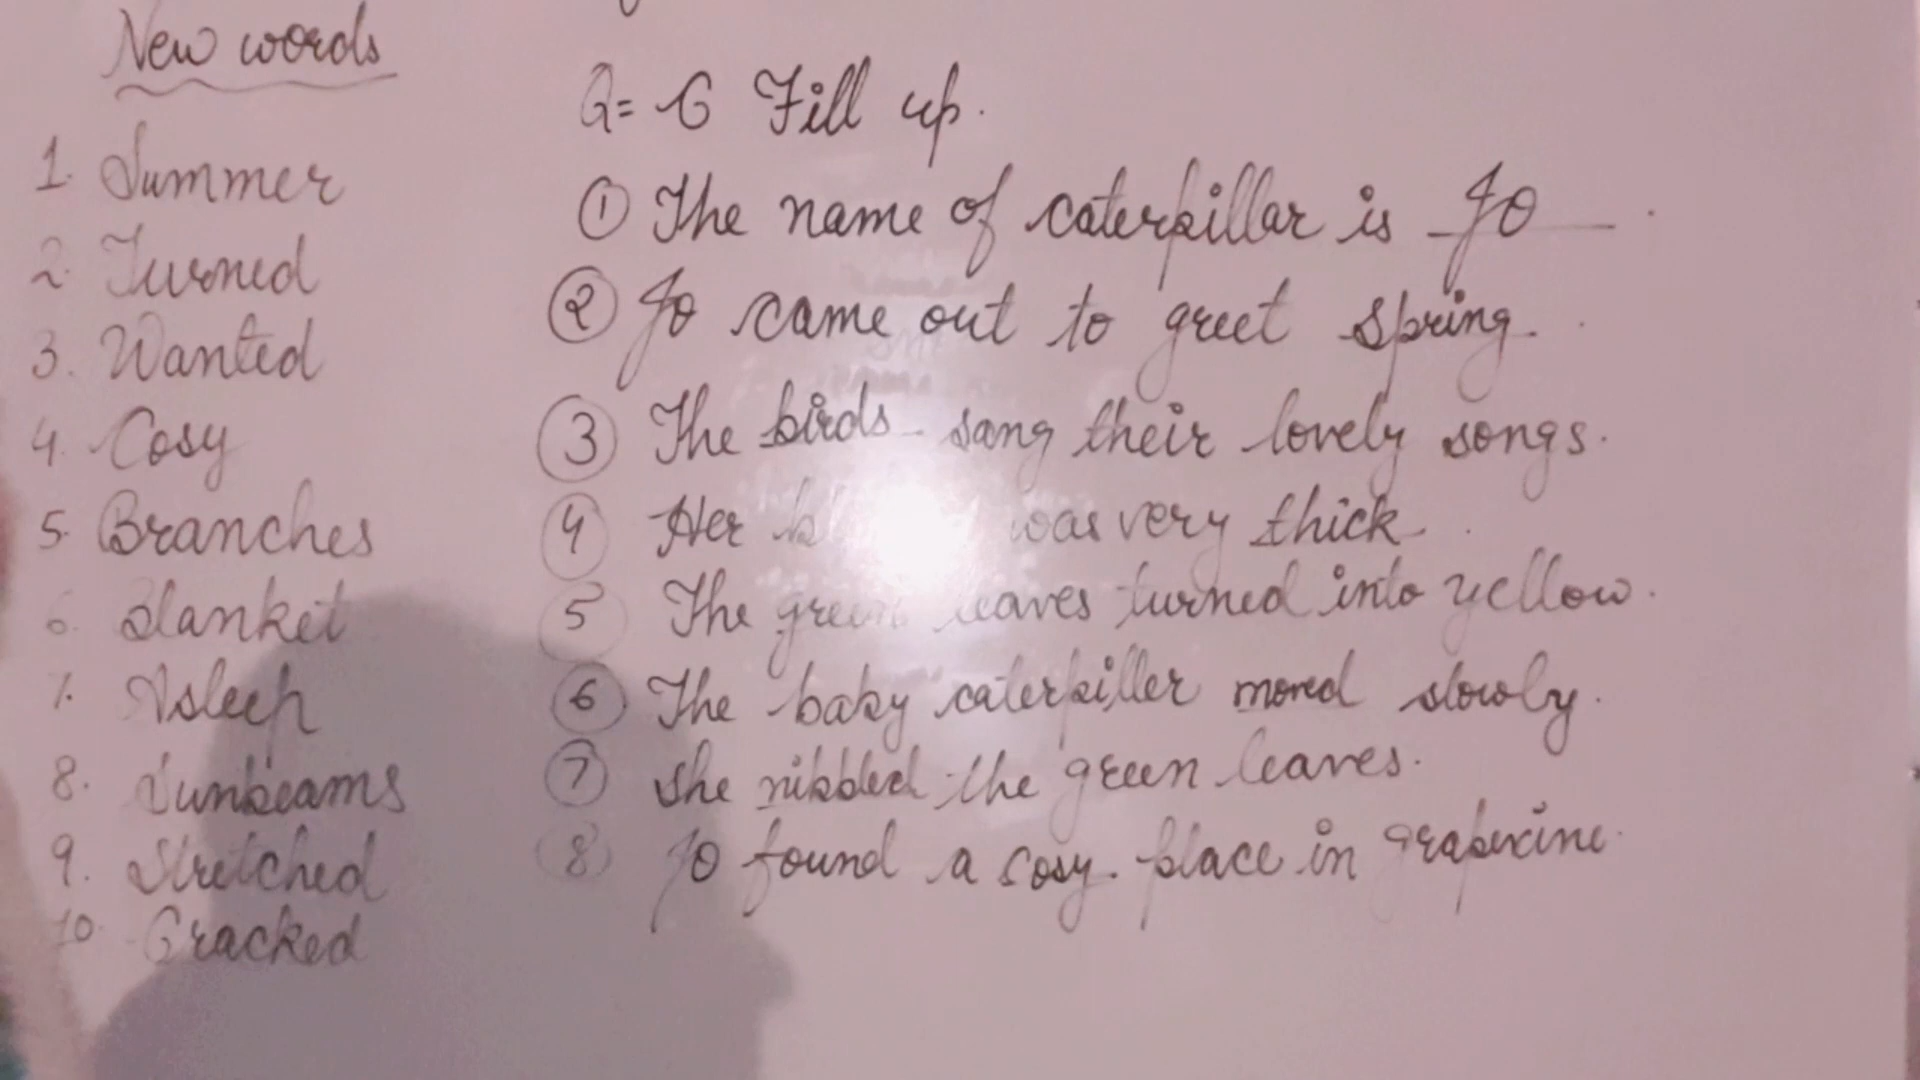 New words
1. Summer
2. Turned
3. Wanted
4. Cosy
5. Branches
6. Blanket
7. Asleep
8. Sunbeams
9. Stretched
10. Cracked
Q= G Fill up.
① The name of caterpillar is Jo .
② Jo came out to greet spring.
③ The birds sang their lovely songs.
④ Her was very thick.
⑤ The green leaves turned into yellow.
⑥ The baby caterpiller moved slowly.
⑦ She nibbled the green leaves.
⑧ Jo found a cosy. place in grapevine.